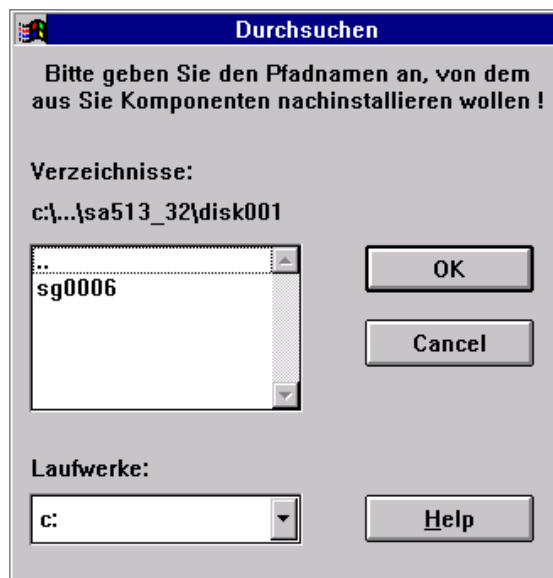 Durchsuchen
Bitte geben Sie den Pfadnamen an, von dem
aus Sie Komponenten nachinstallieren wollen !
Verzeichnisse:
c:\...\sa513_32\disk001
..
sg0006
OK
Cancel
Laufwerke:
c:
Help